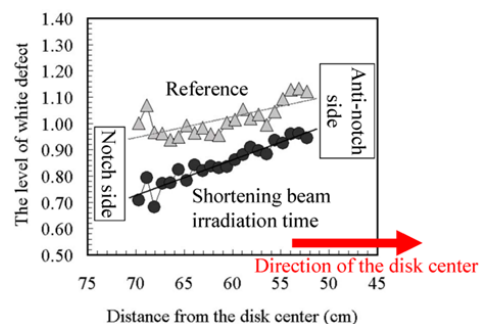 The level of white defect
1.40
1.30
1.20
1.10
1.00
0.90
0.80
0.70
0.60
0.50
Reference
Notch side
Anti-notch
side
Shortening beam
irradiation time
Direction of the disk center
75
70
65
60
55
50
45
Distance from the disk center (cm)